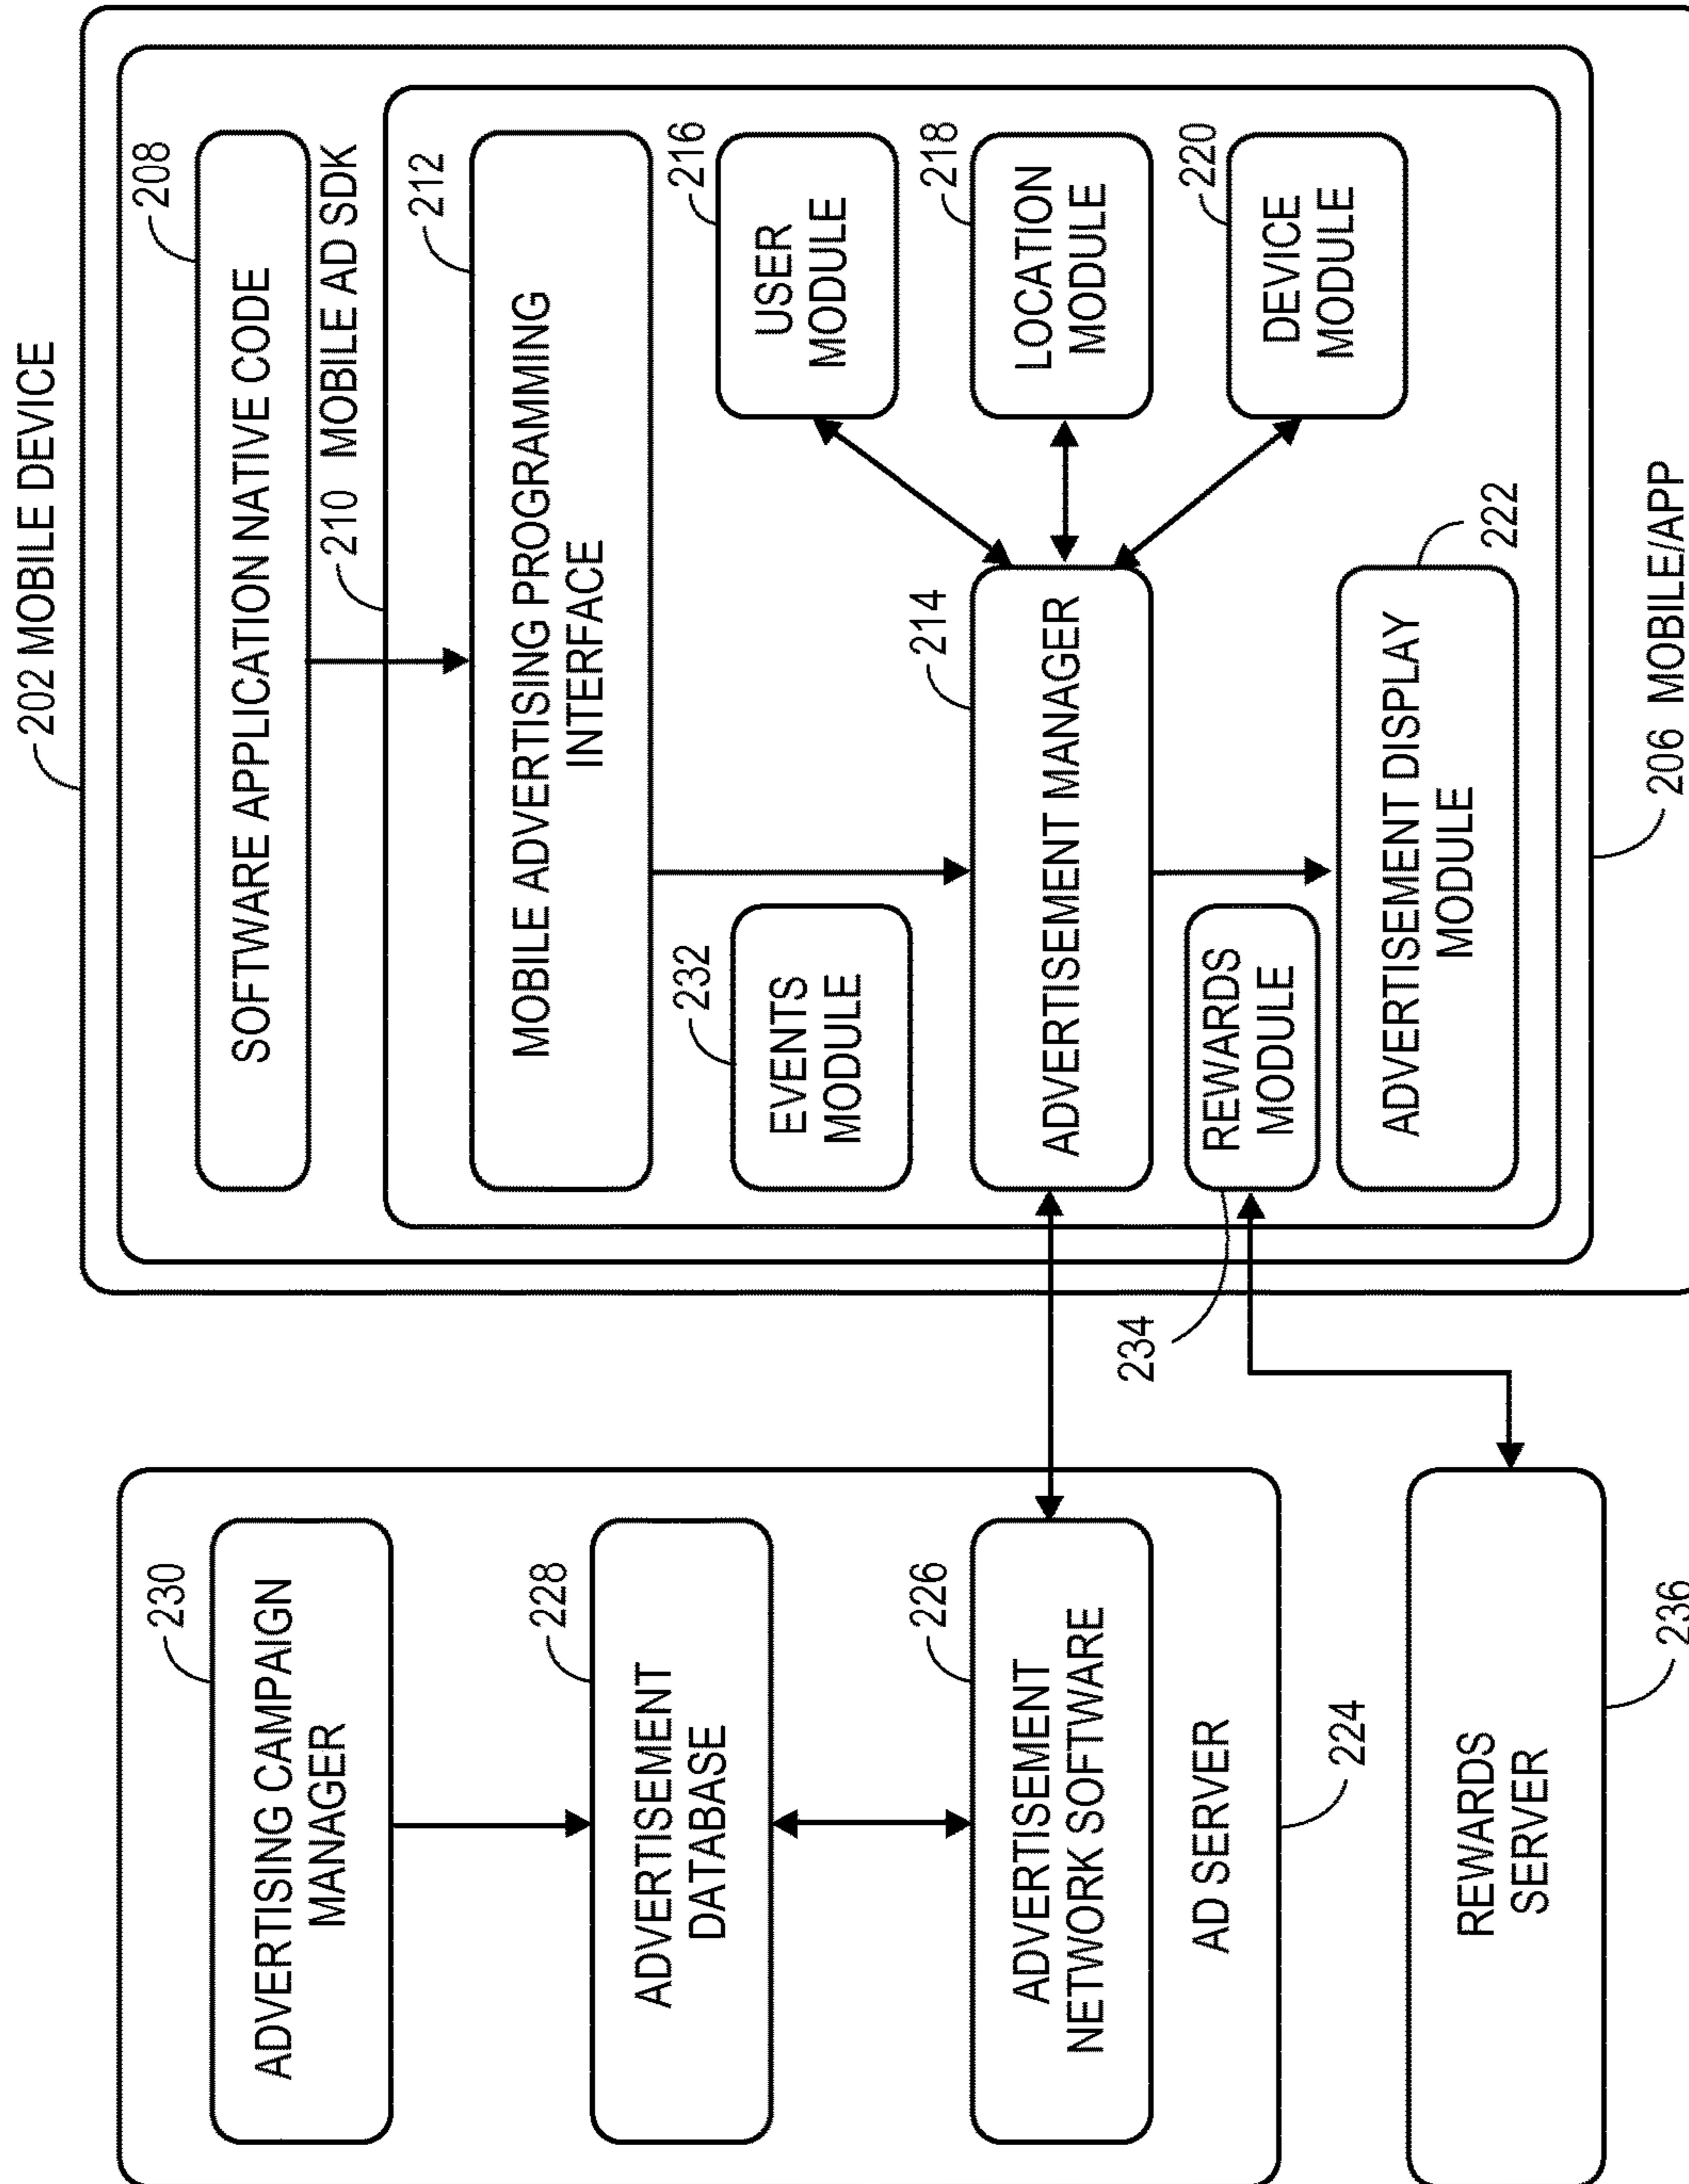 202 MOBILE DEVICE
208
SOFTWARE APPLICATION NATIVE CODE
210 MOBILE AD SDK
212
MOBILE ADVERTISING PROGRAMMING
INTERFACE
232
EVENTS
MODULE
216
USER
MODULE
214
ADVERTISEMENT MANAGER
218
LOCATION
MODULE
220
DEVICE
MODULE
234
REWARDS
MODULE
ADVERTISEMENT DISPLAY
MODULE
222
206 MOBILE/APP
230
ADVERTISING CAMPAIGN
MANAGER
228
ADVERTISEMENT
DATABASE
226
ADVERTISEMENT
NETWORK SOFTWARE
AD SERVER
224
REWARDS
SERVER
236